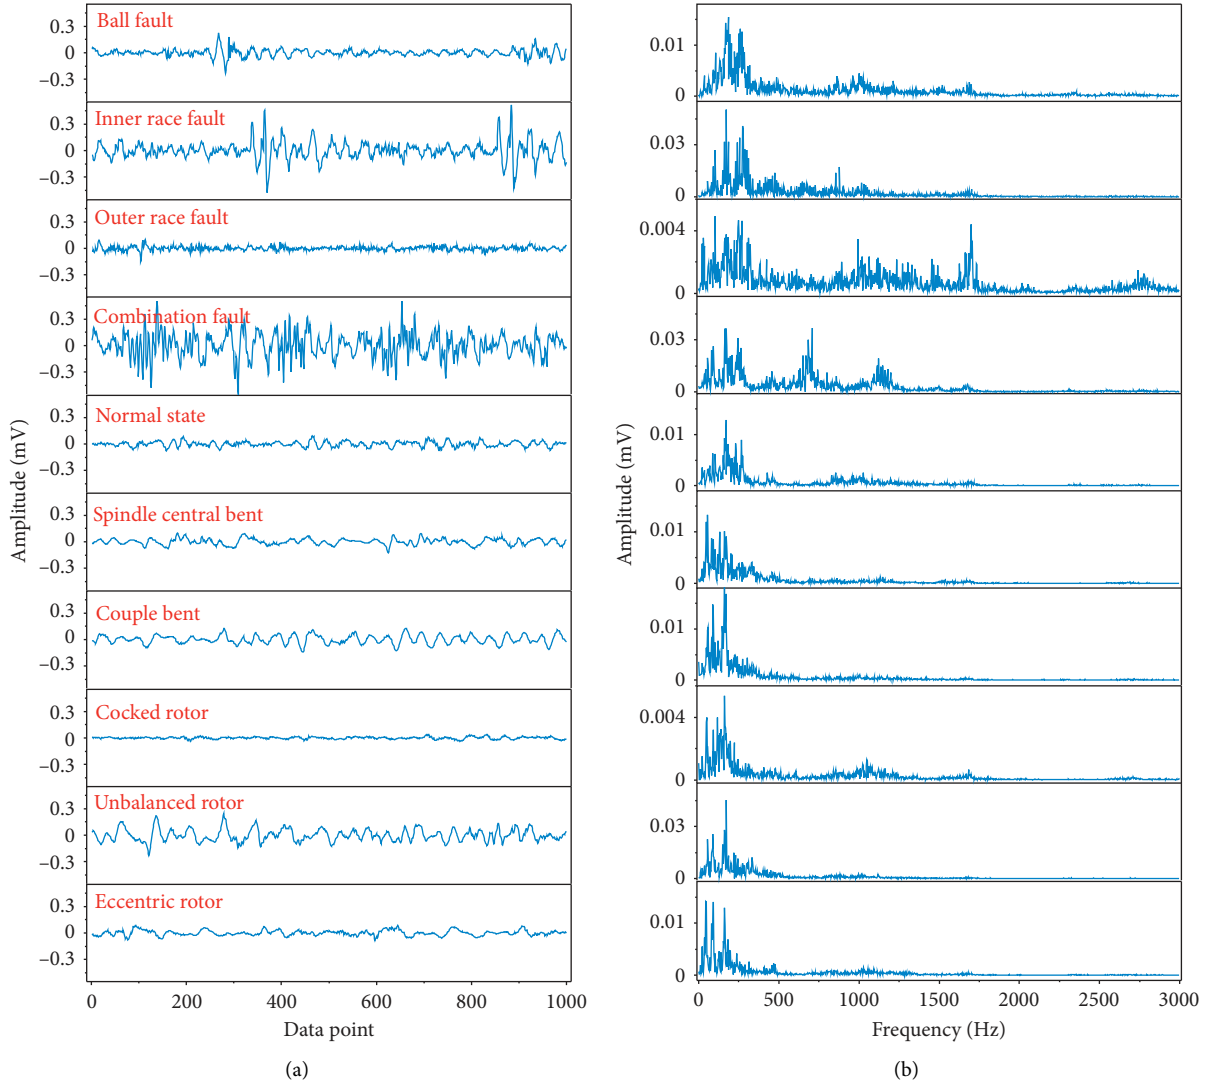 Ball fault
0.3
0
–0.3
Inner race fault
0.3
0
–0.3
Outer race fault
0.3
0
–0.3
Combination fault
0.3
0
–0.3
Normal state
0.3
0
–0.3
Spindle central bent
0.3
0
–0.3
Couple bent
0.3
0
–0.3
Cocked rotor
0.3
0
–0.3
Unbalanced rotor
0.3
0
–0.3
Eccentric rotor
0.3
0
–0.3
Amplitude (mV)
0 200 400 600 800 1000
Data point
(a)
0.01
0
0.03
0
0.004
0
0.03
0
0.01
0
0.01
0
0.01
0
0.004
0
0.03
0
0.01
0
Amplitude (mV)
0 500 1000 1500 2000 2500 3000
Frequency (Hz)
(b)